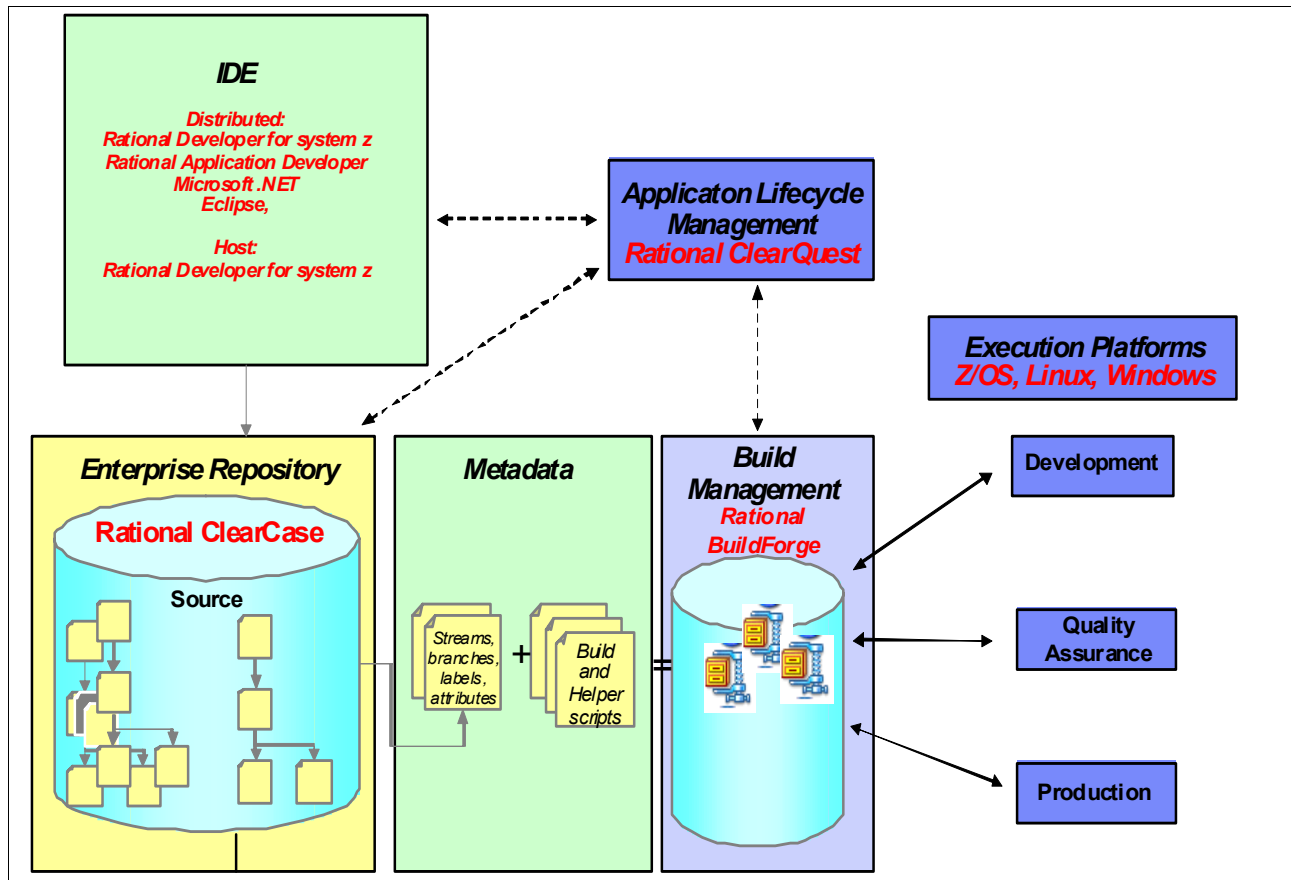 IDE
Distributed:
Rational Developer for system z
Rational Application Developer
Microsoft .NET
Eclipse,
Host:
Rational Developer for system z
Applicaton Lifecycle
Management
Rational ClearQuest
Execution Platforms
Z/OS, Linux, Windows
Enterprise Repository
Rational ClearCase
Source
Metadata
Streams,
branches,
labels,
attributes
+
Build
and
Helper
scripts
=
Build
Management
Rational
BuildForge
Development
Quality
Assurance
Production